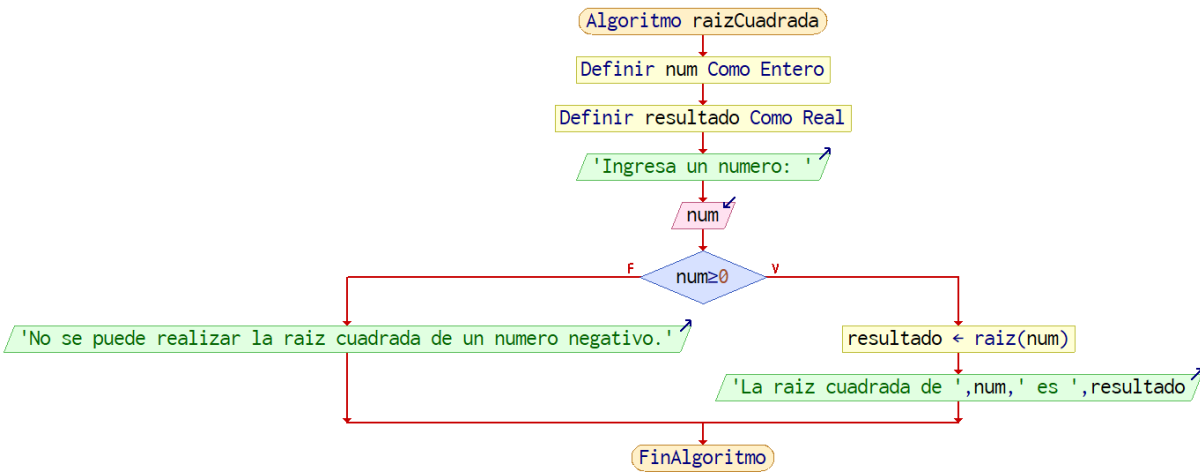 Algoritmo raizCuadrada
Definir num Como Entero
Definir resultado Como Real
'Ingresa un numero: '
num
F
num≥0
V
'No se puede realizar la raiz cuadrada de un numero negativo.'
resultado ← raiz(num)
'La raiz cuadrada de ',num,' es ',resultado
FinAlgoritmo